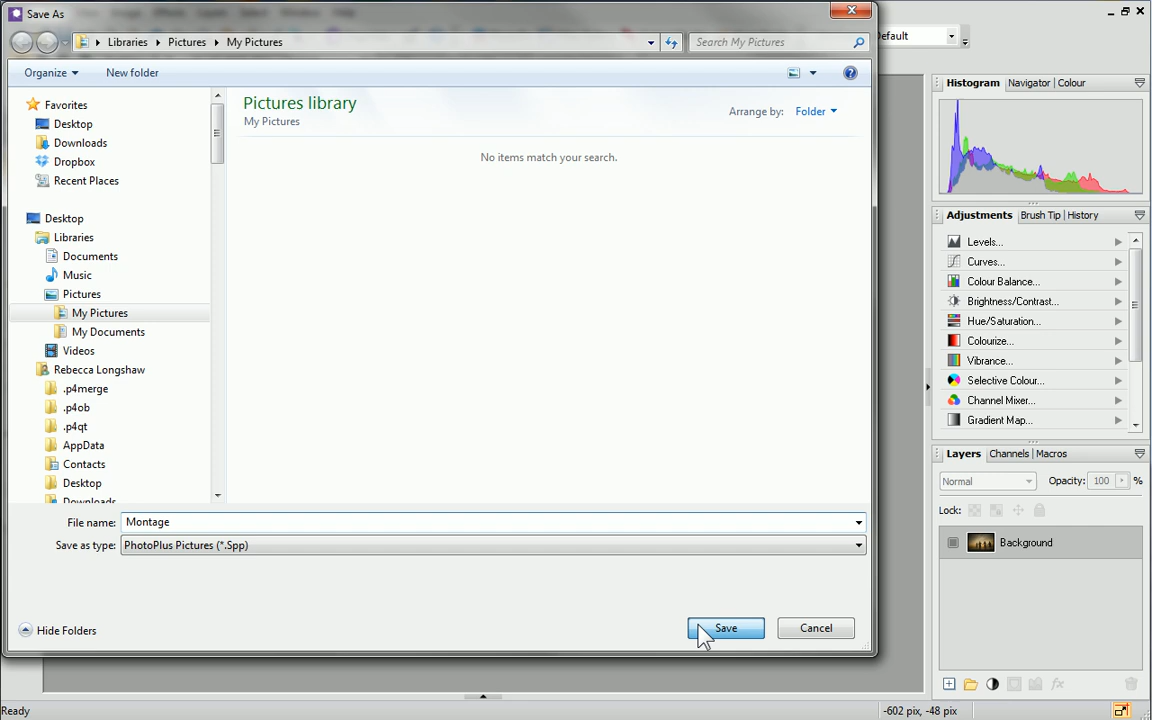 Save As
Libraries Pictures My Pictures
Search My Pictures
Default
Organize New folder
Favorites
Desktop
Downloads
Dropbox
Recent Places
Desktop
Libraries
Documents
Music
Pictures
My Pictures
My Documents
Videos
Rebecca Longshaw
.p4merge
.p4ob
.p4qt
AppData
Contacts
Desktop
Downloads
Pictures library
My Pictures
Arrange by: Folder
No items match your search.
File name: Montage
Save as type: PhotoPlus Pictures (*.Spp)
Hide Folders
Save
Cancel
Histogram Navigator | Colour
Adjustments Brush Tip | History
Levels...
Curves...
Colour Balance...
Brightness/Contrast...
Hue/Saturation...
Colourize...
Vibrance...
Selective Colour...
Channel Mixer...
Gradient Map...
Layers Channels | Macros
Normal Opacity: 100 %
Lock:
Background
fx
Ready
-602 pix, -48 pix